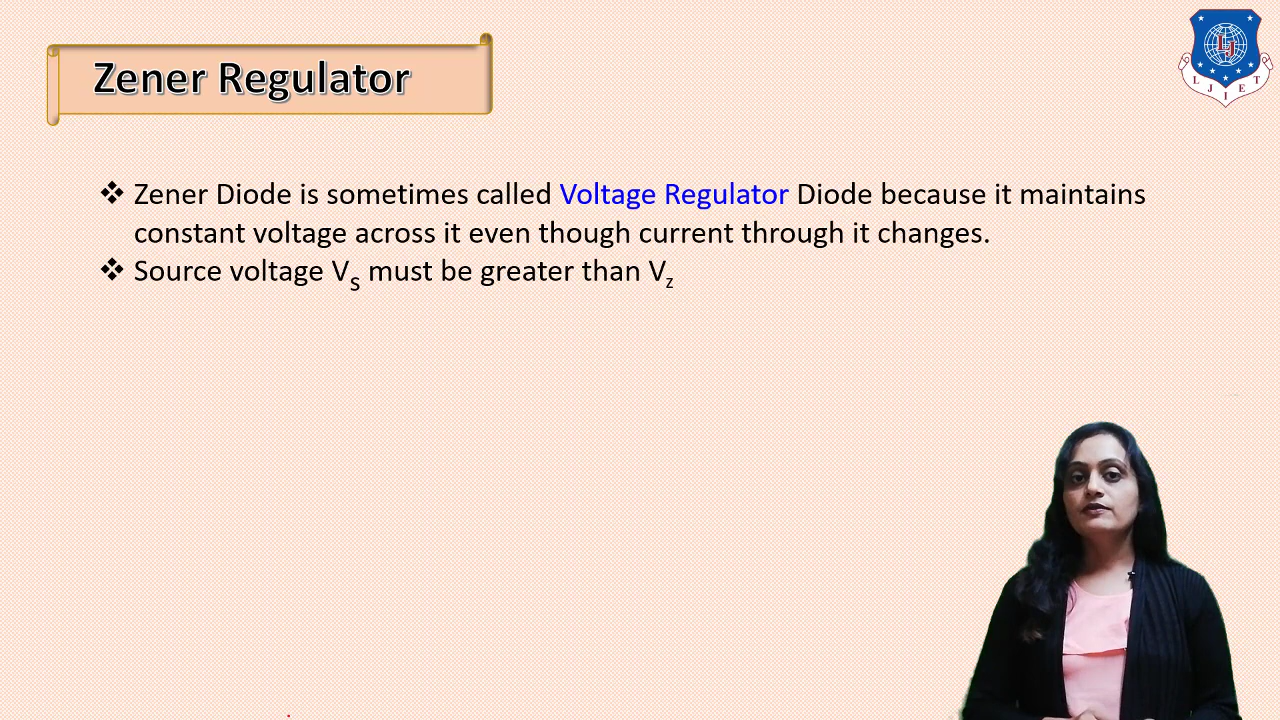 Zener Regulator
❖ Zener Diode is sometimes called Voltage Regulator Diode because it maintains
constant voltage across it even though current through it changes.
❖ Source voltage VS must be greater than Vz
LJ
L J I E T